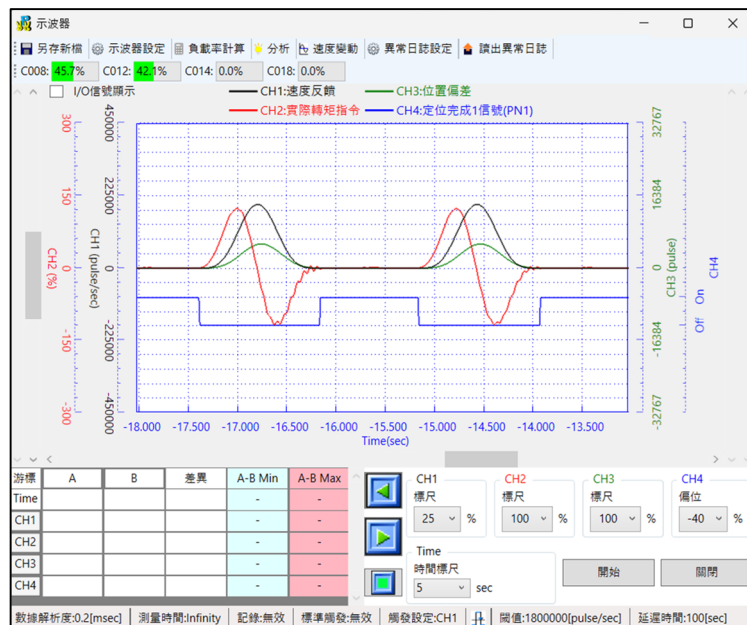 示波器
另存新檔 示波器設定 負載率計算 分析 速度變動 異常日誌設定 讀出異常日誌
C008: 45.7% C012: 42.1% C014: 0.0% C018: 0.0%
I/O信號顯示 CH1:速度反饋 CH3:位置偏差
CH2:實際轉矩指令 CH4:定位完成1信號(PN1)
300 450000 32767
150 225000 16384
CH2 (%) 0 CH1 (pulse/sec) 0 0 CH3 (pulse) Off On CH4
-150 -225000 -16384
-300 -450000 -32767
-18.000 -17.500 -17.000 -16.500 -16.000 -15.500 -15.000 -14.500 -14.000 -13.500
Time(sec)
游標 A B 差異 A-B Min A-B Max
Time - -
CH1 - -
CH2 - -
CH3 - -
CH4 - -
CH1 CH2 CH3 CH4
標尺 標尺 標尺 偏位
25 % 100 % 100 % -40 %
Time
時間標尺
5 sec
開始 關閉
數據解析度:0.2[msec] 測量時間:Infinity 記錄:無效 標準觸發:無效 觸發設定:CH1 閾值:1800000[pulse/sec] 延遲時間:100[sec]